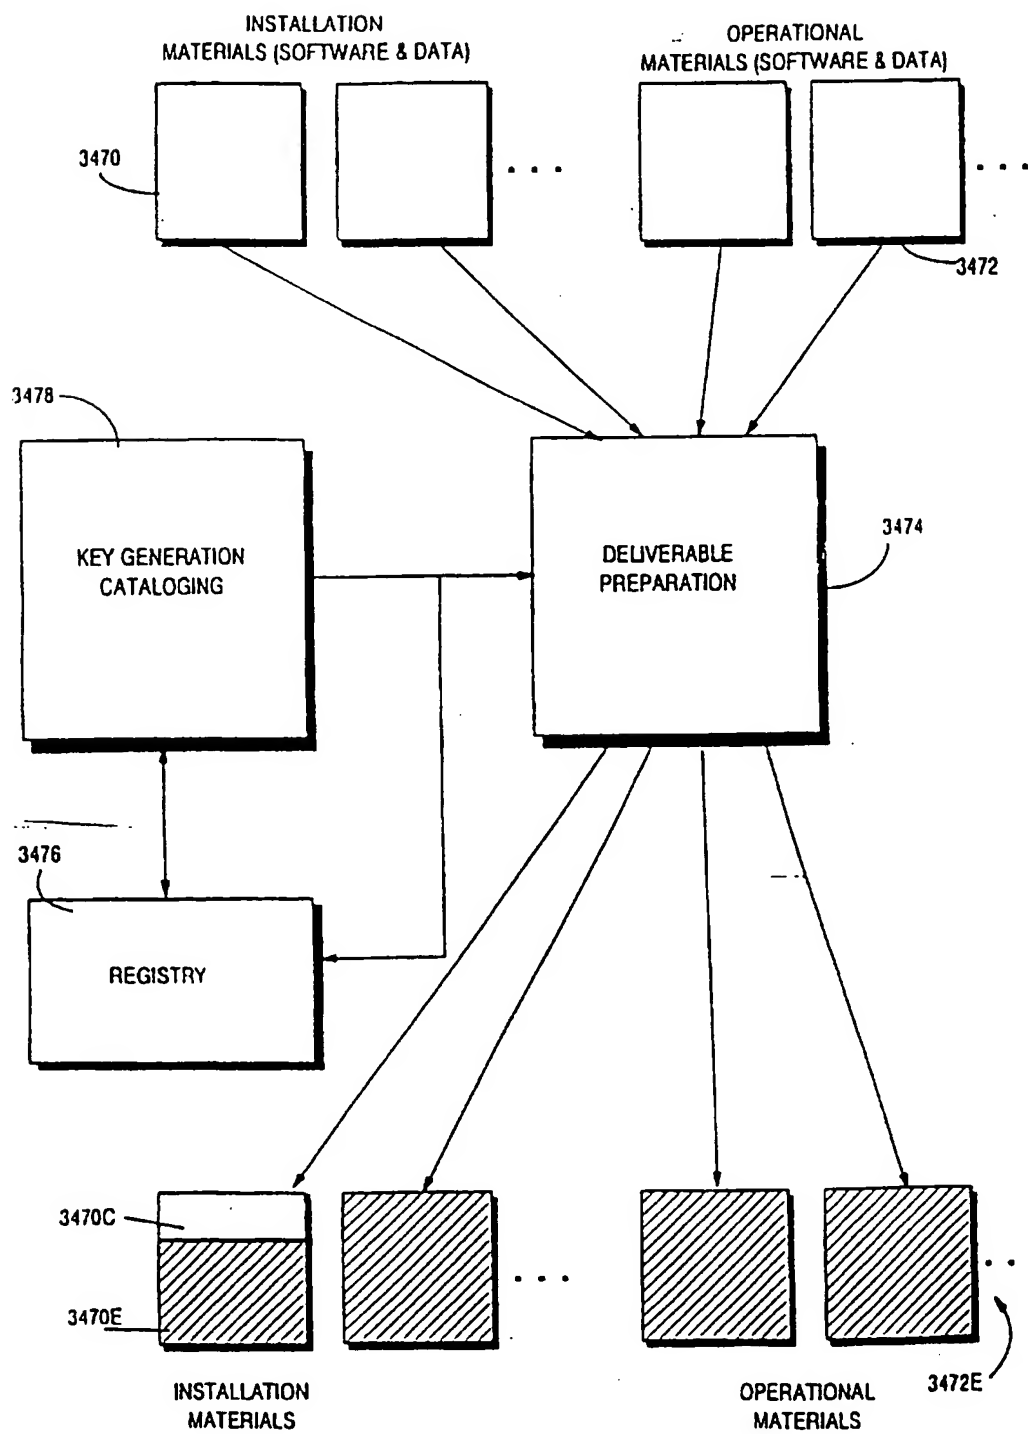 INSTALLATION
MATERIALS (SOFTWARE & DATA)
OPERATIONAL
MATERIALS (SOFTWARE & DATA)
3470
3472
3478
KEY GENERATION
CATALOGING
DELIVERABLE
PREPARATION
3474
3476
REGISTRY
3470C
3470E
3472E
INSTALLATION
MATERIALS
OPERATIONAL
MATERIALS